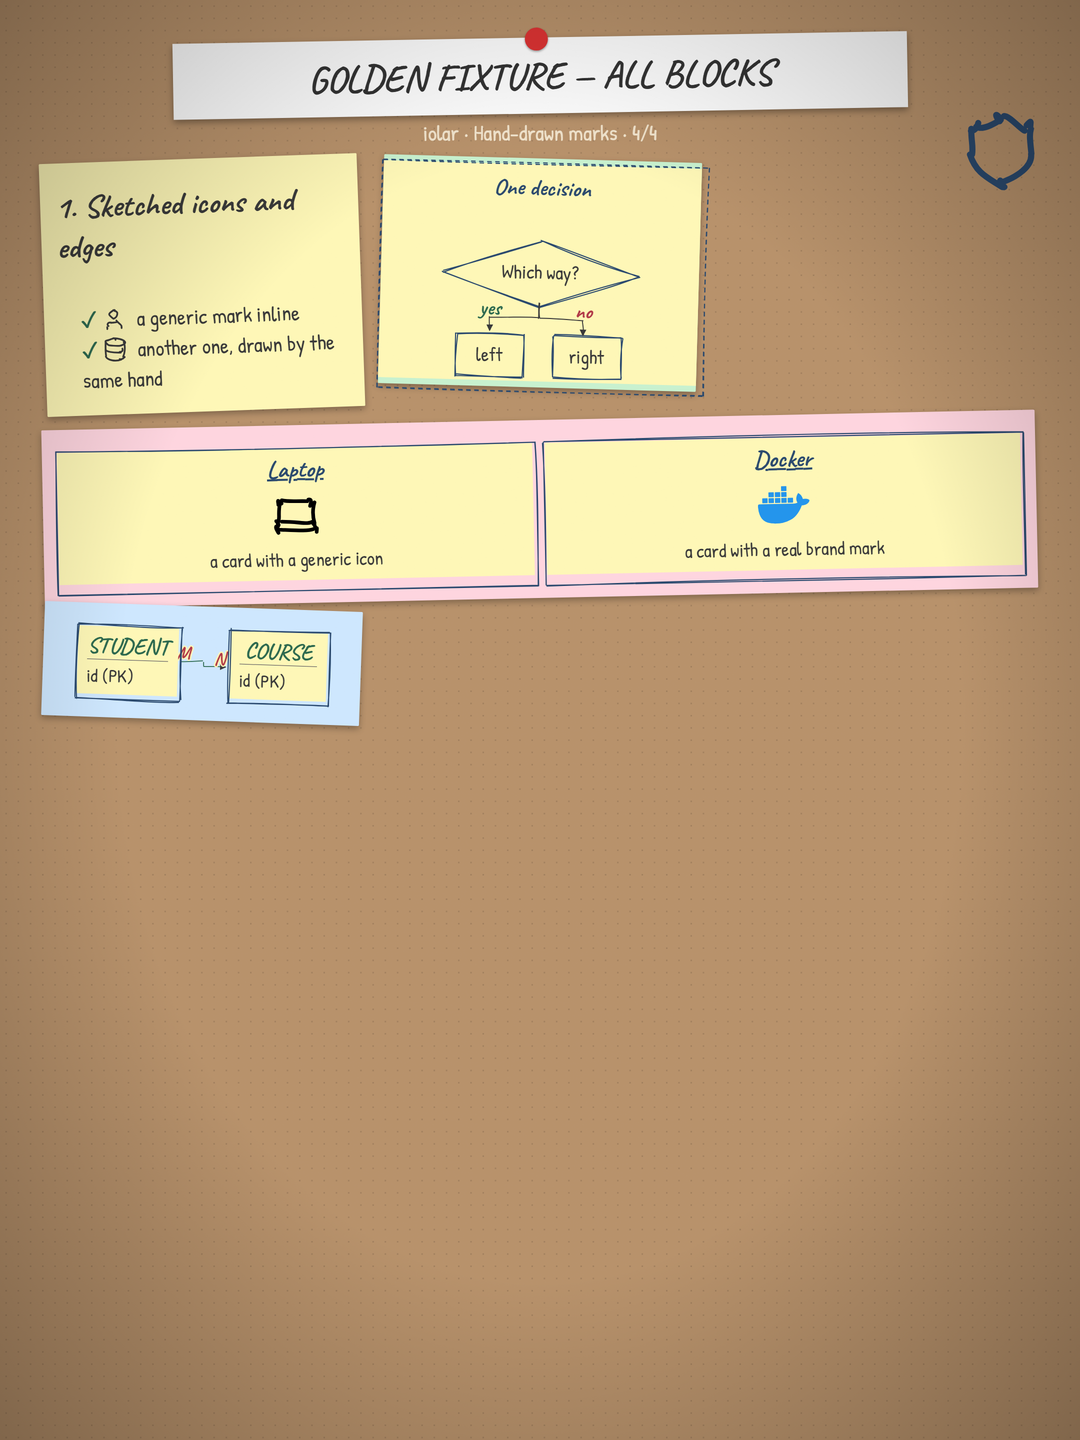 GOLDEN FIXTURE – ALL BLOCKS
iolar · Hand-drawn marks · 4/4
1. Sketched icons and
edges
✓ a generic mark inline
✓ another one, drawn by the
same hand
One decision
Which way?
yes
no
left
right
Laptop
a card with a generic icon
Docker
a card with a real brand mark
STUDENT
id (PK)
M
N
COURSE
id (PK)